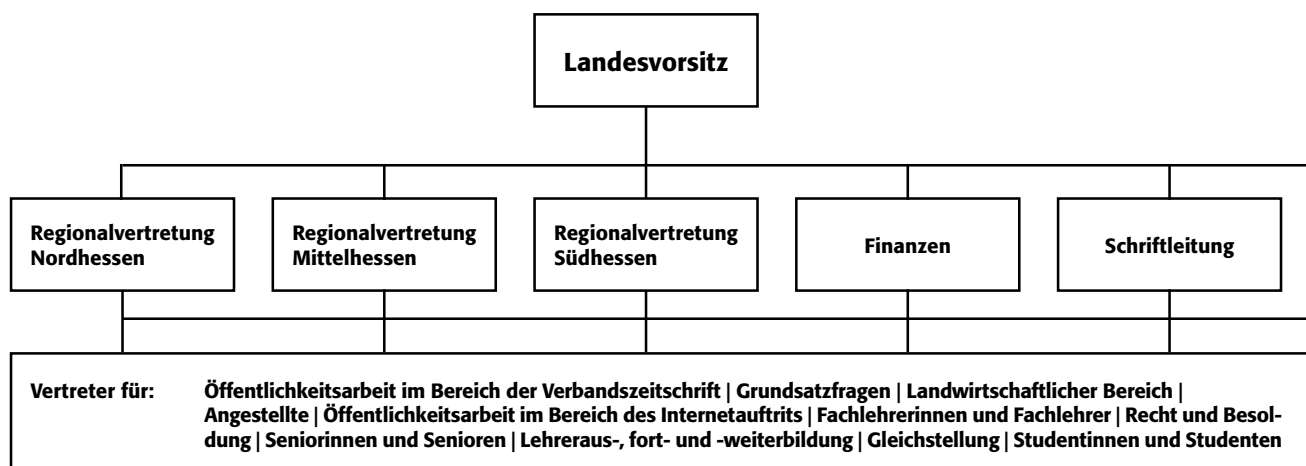 Landesvorsitz
Regionalvertretung
Nordhessen
Regionalvertretung
Mittelhessen
Regionalvertretung
Südhessen
Finanzen
Schriftleitung
Vertreter für: Öffentlichkeitsarbeit im Bereich der Verbandszeitschrift | Grundsatzfragen | Landwirtschaftlicher Bereich |
Angestellte | Öffentlichkeitsarbeit im Bereich des Internetauftrits | Fachlehrerinnen und Fachlehrer | Recht und Besol-
dung | Seniorinnen und Senioren | Lehreraus-, fort- und -weiterbildung | Gleichstellung | Studentinnen und Studenten